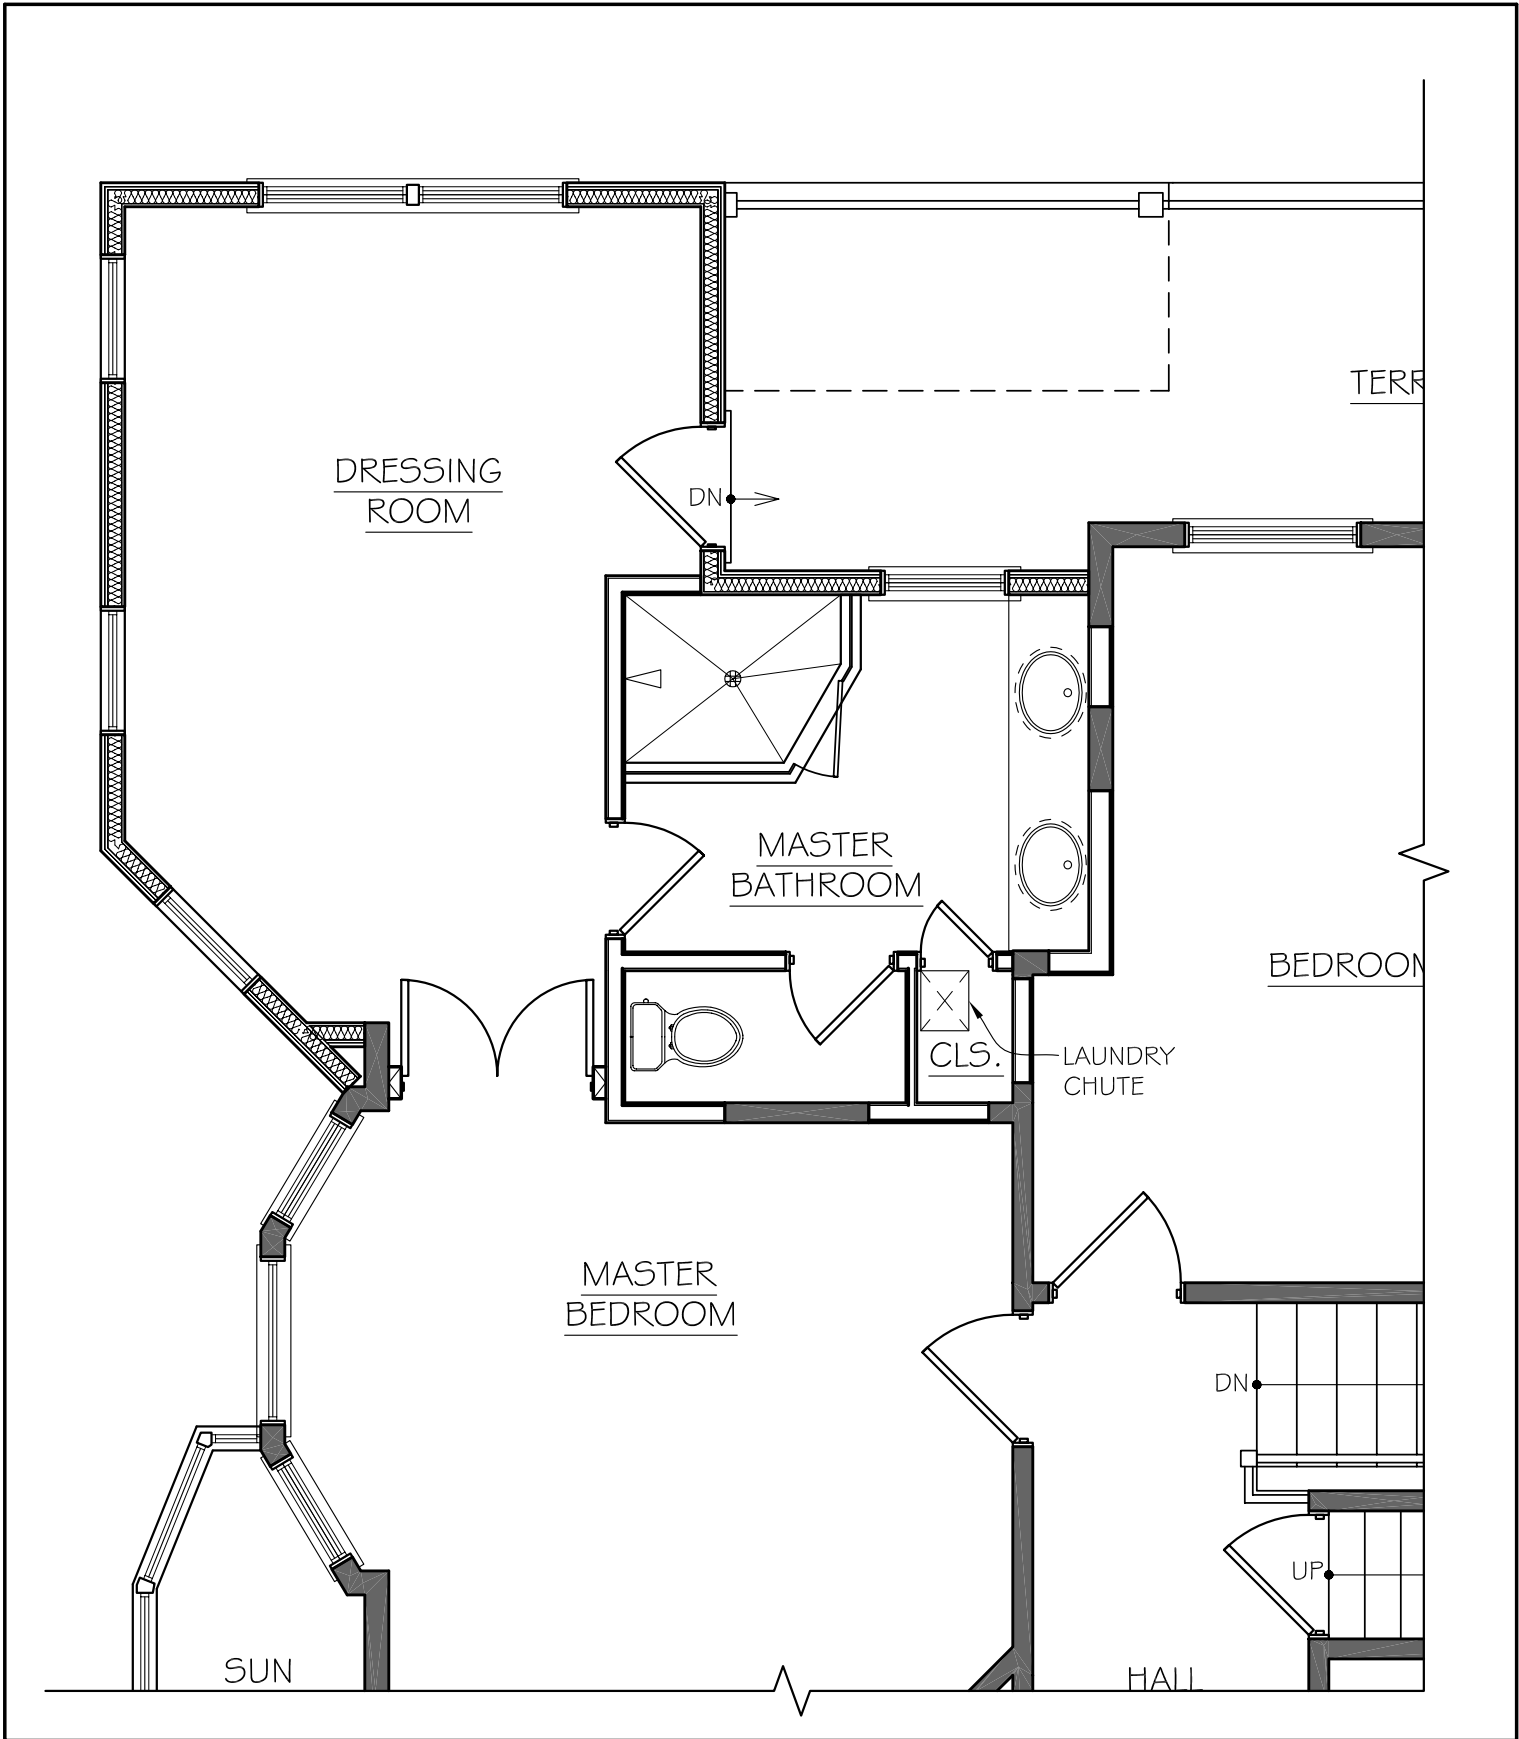 TERR
DRESSING
ROOM
DN
MASTER
BATHROOM
BEDROOM
CLS.
LAUNDRY
CHUTE
X
MASTER
BEDROOM
DN
UP
SUN
HALL